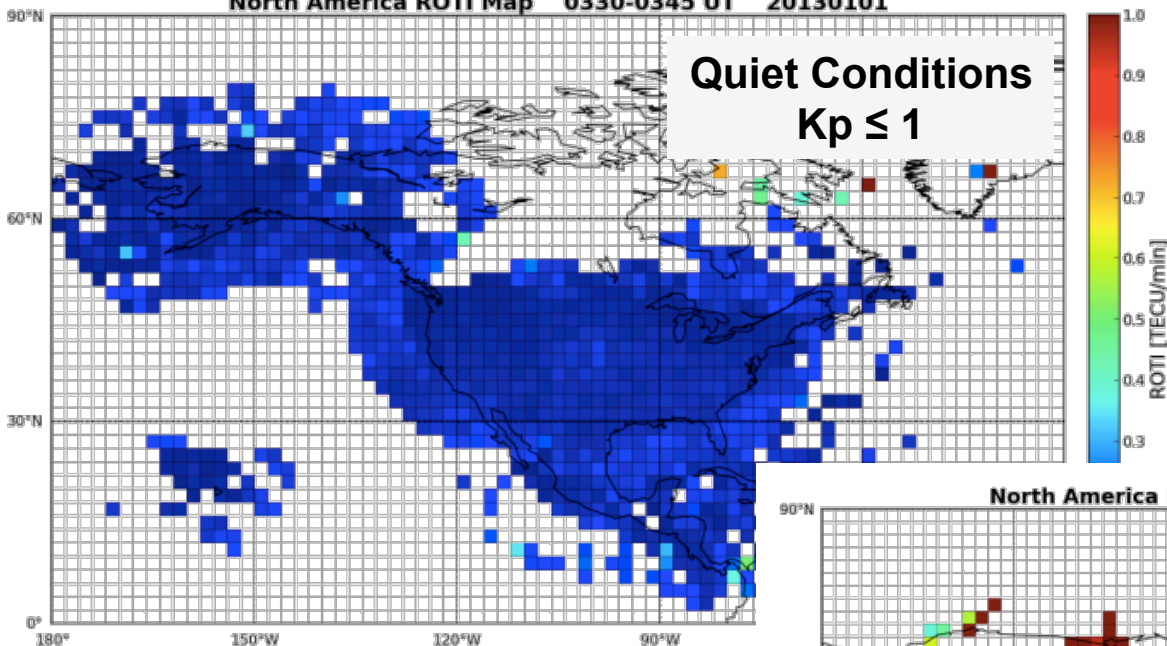 North America ROTI Map 0330-0345 UT 20130101
90°N
60°N
30°N
0°
180°
150°W
120°W
90°W
Quiet Conditions
Kp ≤ 1
1.0
0.9
0.8
0.7
0.6
0.5
0.4
0.3
ROTI [TECU/min]
North America
90°N